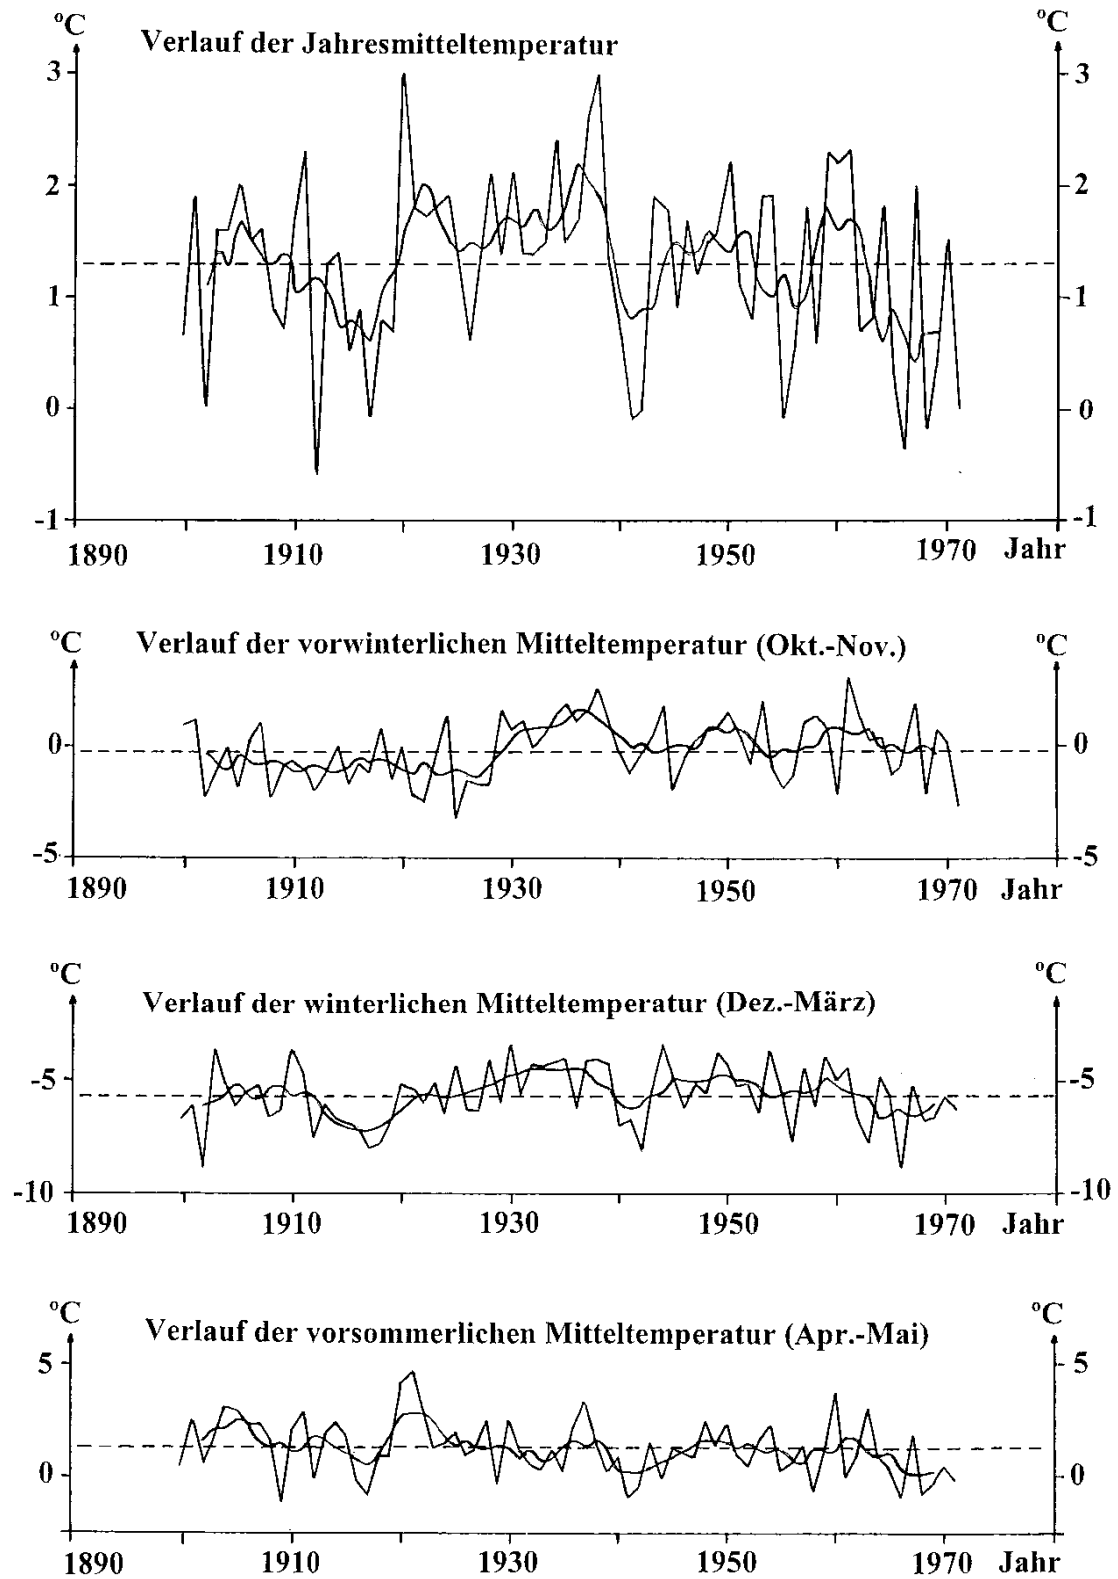 °C °C
Verlauf der Jahresmitteltemperatur
3 3
2 2
1 1
0 0
-1 -1
1890 1910 1930 1950 1970 Jahr
°C °C
Verlauf der vorwinterlichen Mitteltemperatur (Okt.-Nov.)
0 0
-5 -5
1890 1910 1930 1950 1970 Jahr
°C °C
Verlauf der winterlichen Mitteltemperatur (Dez.-März)
-5 -5
-10 -10
1890 1910 1930 1950 1970 Jahr
°C °C
Verlauf der vorsommerlichen Mitteltemperatur (Apr.-Mai)
5 5
0 0
1890 1910 1930 1950 1970 Jahr